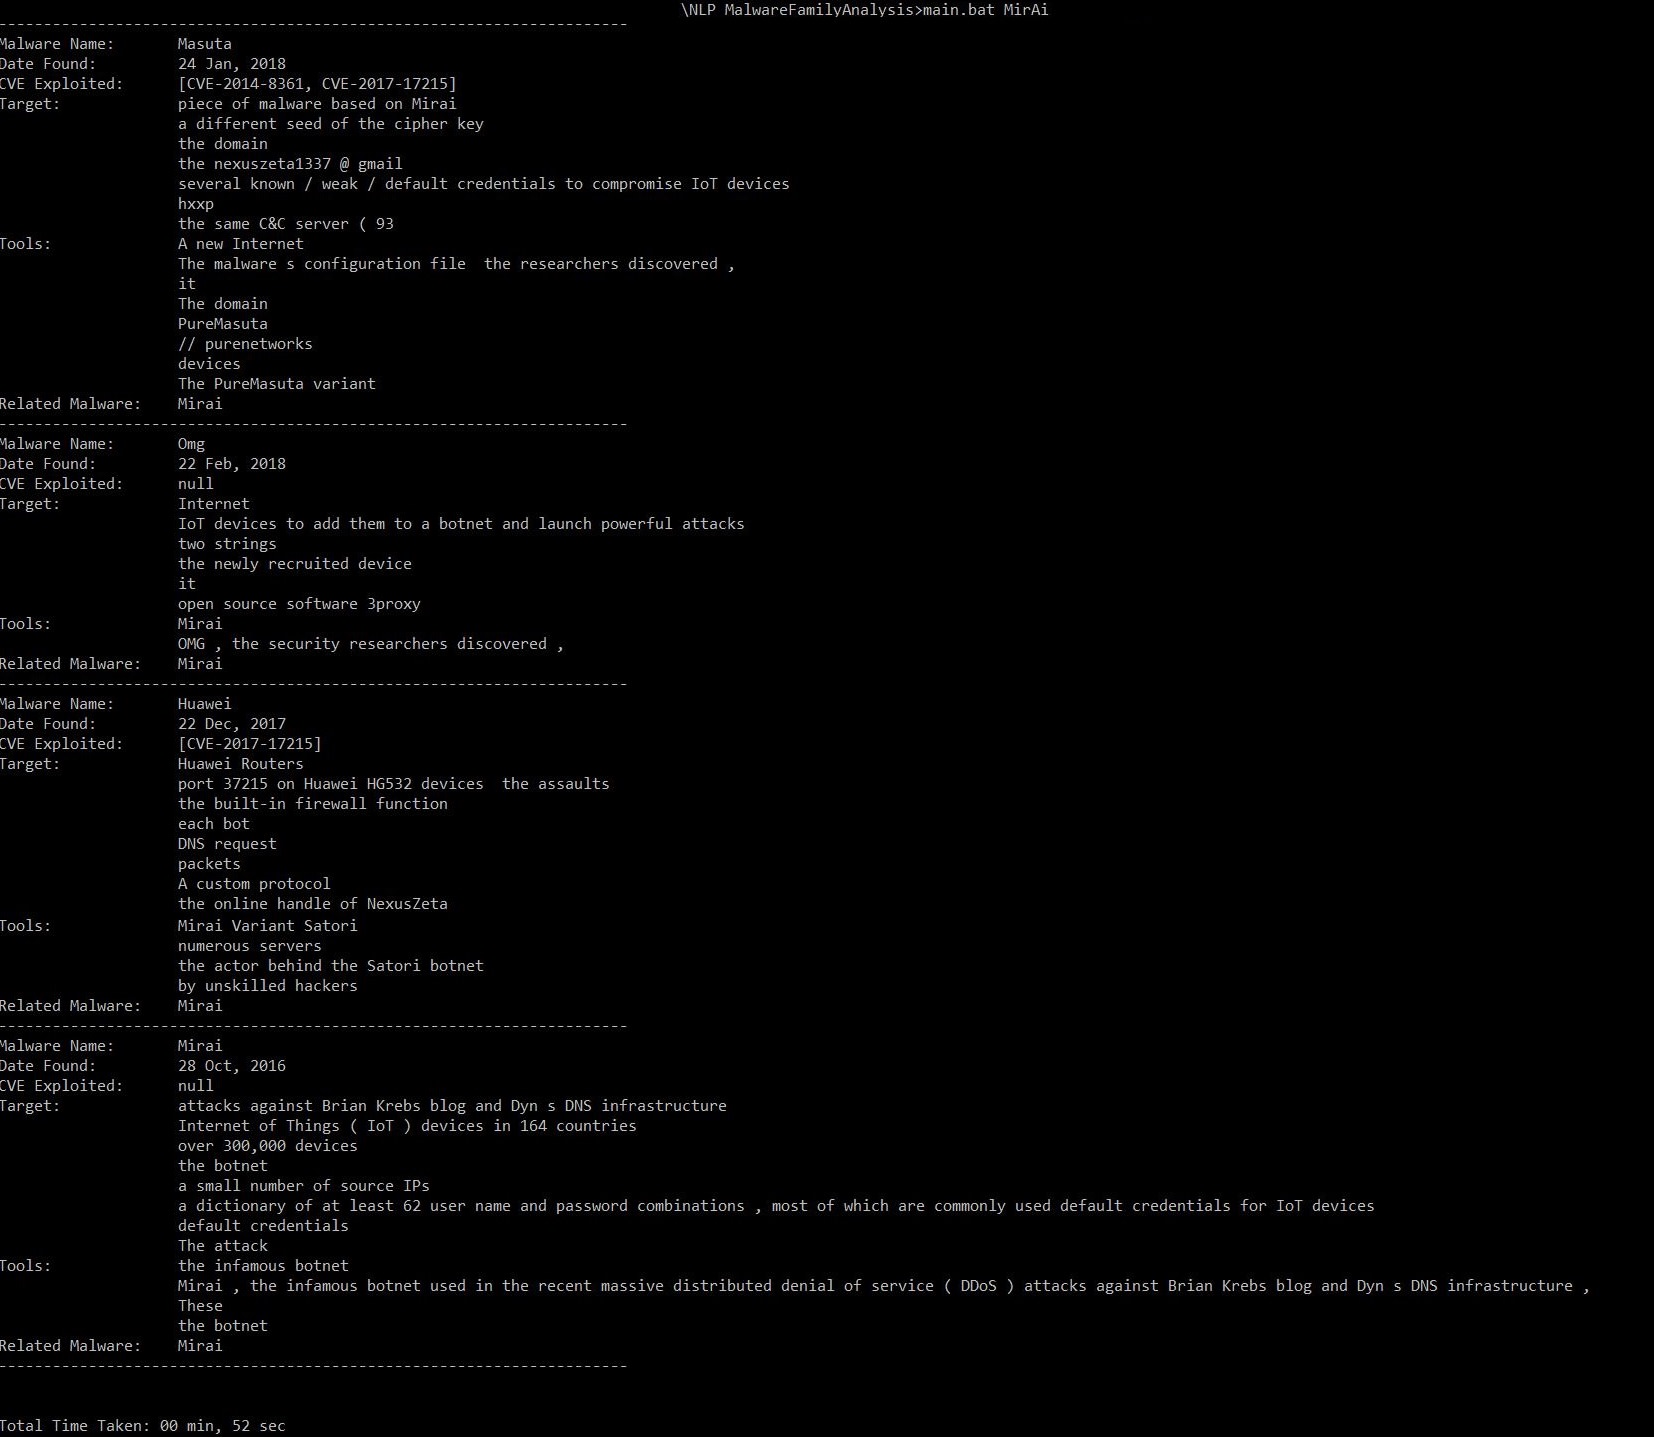 \NLP MalwareFamilyAnalysis>main.bat MirAi
----------------------------------------------------------------------
Malware Name: Masuta
Date Found: 24 Jan, 2018
CVE Exploited: [CVE-2014-8361, CVE-2017-17215]
Target: piece of malware based on Mirai
a different seed of the cipher key
the domain
the nexuszeta1337 @ gmail
several known / weak / default credentials to compromise IoT devices
hxxp
the same C&C server ( 93
Tools: A new Internet
The malware s configuration file  the researchers discovered ,
it
The domain
PureMasuta
// purenetworks
devices
The PureMasuta variant
Related Malware: Mirai
----------------------------------------------------------------------
Malware Name: Omg
Date Found: 22 Feb, 2018
CVE Exploited: null
Target: Internet
IoT devices to add them to a botnet and launch powerful attacks
two strings
the newly recruited device
it
open source software 3proxy
Tools: Mirai
OMG , the security researchers discovered ,
Related Malware: Mirai
----------------------------------------------------------------------
Malware Name: Huawei
Date Found: 22 Dec, 2017
CVE Exploited: [CVE-2017-17215]
Target: Huawei Routers
port 37215 on Huawei HG532 devices  the assaults
the built-in firewall function
each bot
DNS request
packets
A custom protocol
the online handle of NexusZeta
Tools: Mirai Variant Satori
numerous servers
the actor behind the Satori botnet
by unskilled hackers
Related Malware: Mirai
----------------------------------------------------------------------
Malware Name: Mirai
Date Found: 28 Oct, 2016
CVE Exploited: null
Target: attacks against Brian Krebs blog and Dyn s DNS infrastructure
Internet of Things ( IoT ) devices in 164 countries
over 300,000 devices
the botnet
a small number of source IPs
a dictionary of at least 62 user name and password combinations , most of which are commonly used default credentials for IoT devices
default credentials
The attack
Tools: the infamous botnet
Mirai , the infamous botnet used in the recent massive distributed denial of service ( DDoS ) attacks against Brian Krebs blog and Dyn s DNS infrastructure ,
These
the botnet
Related Malware: Mirai
----------------------------------------------------------------------
Total Time Taken: 00 min, 52 sec